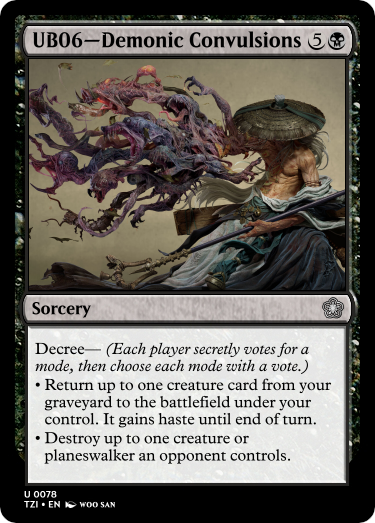 UB06—Demonic Convulsions 5
Sorcery
Decree— (Each player secretly votes for a
mode, then choose each mode with a vote.)
• Return up to one creature card from your
graveyard to the battlefield under your
control. It gains haste until end of turn.
• Destroy up to one creature or
planeswalker an opponent controls.
U 0078
TZI • EN WOO SAN